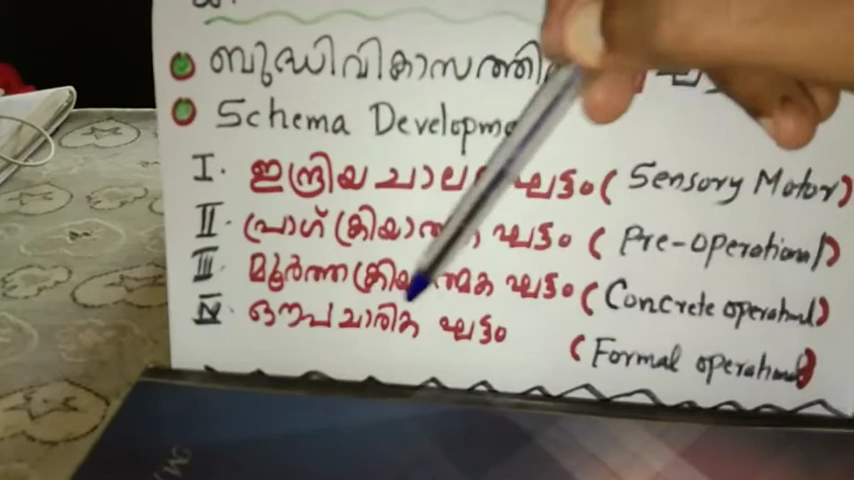 ബുദ്ധിവികാസത്തി
Schema Developme
I. ഇന്ദ്രിയ ചാല ഘട്ടം ( Sensory Motor)
II. പ്രാഗ് ക്രിയാ ഘട്ടം ( Pre-Operational)
III. മൂർത്ത ക്രിയാത്മക ഘട്ടം ( Concrete operational)
IV. ഔപചാരിക ഘട്ടം ( Formal operational)